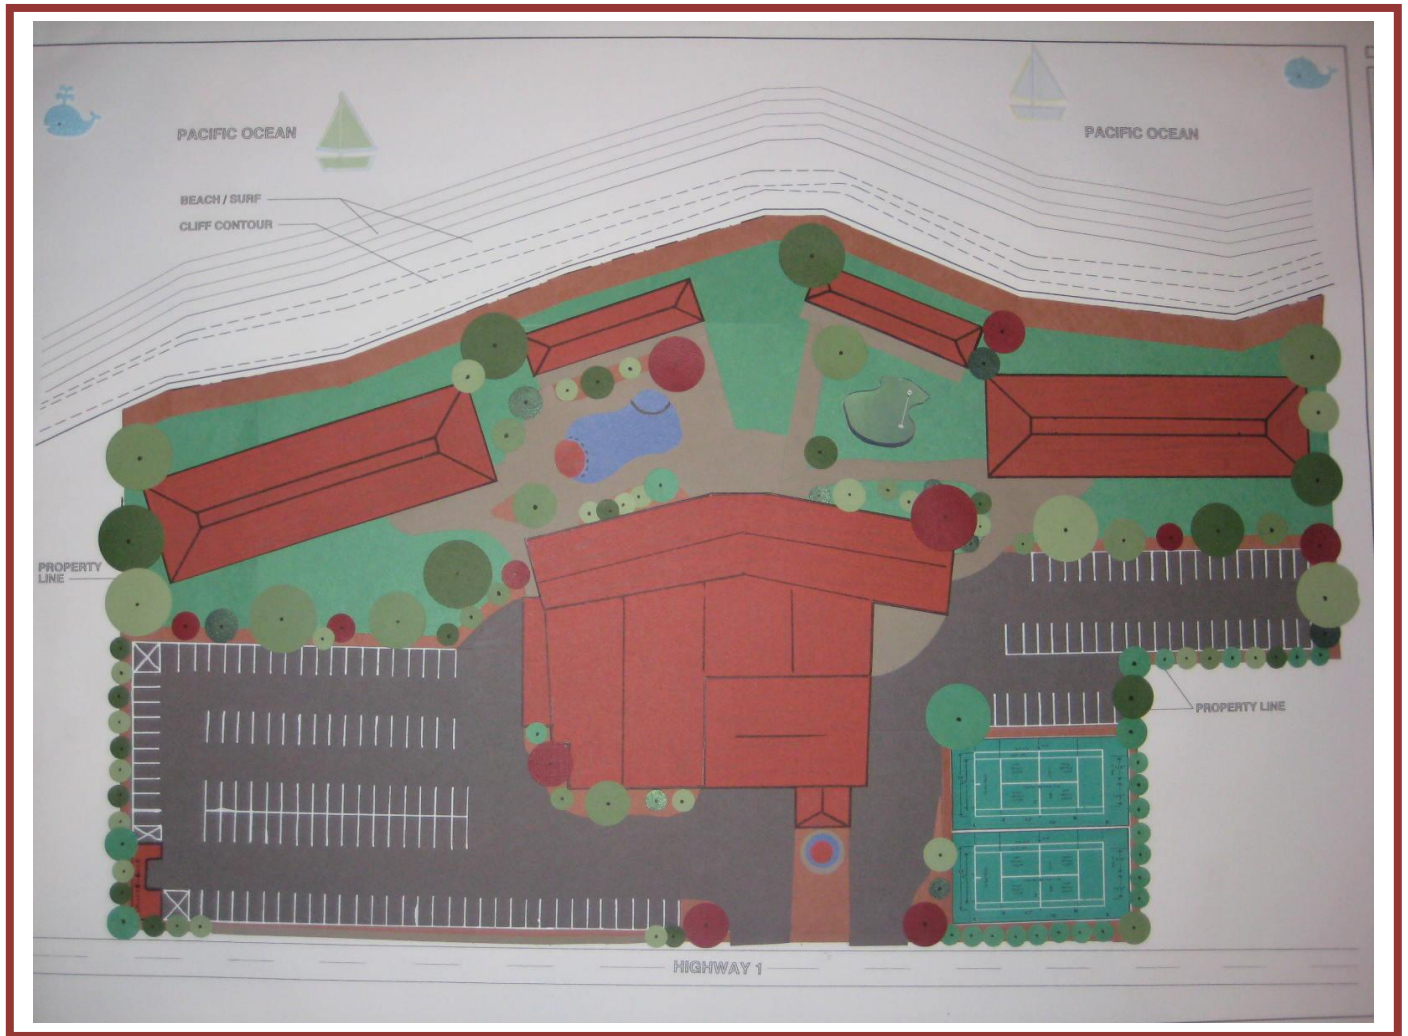 PACIFIC OCEAN
PACIFIC OCEAN
BEACH / SURF
CLIFF CONTOUR
PROPERTY
LINE
PROPERTY LINE
HIGHWAY 1